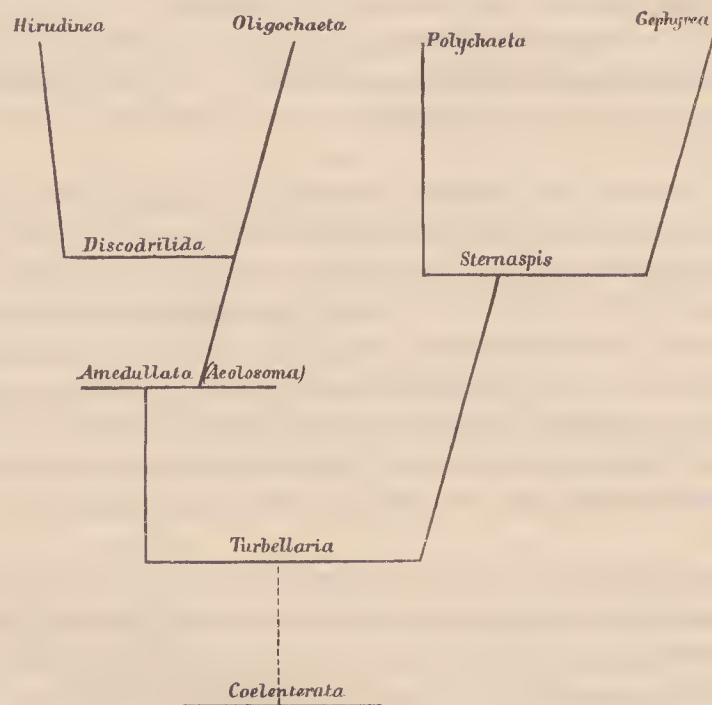 Hirudinea Oligochaeta Polychaeta Gephyrea
Discodrilida Sternaspis
Amedullata (Aeolosoma)
Turbellaria
Coelenterata